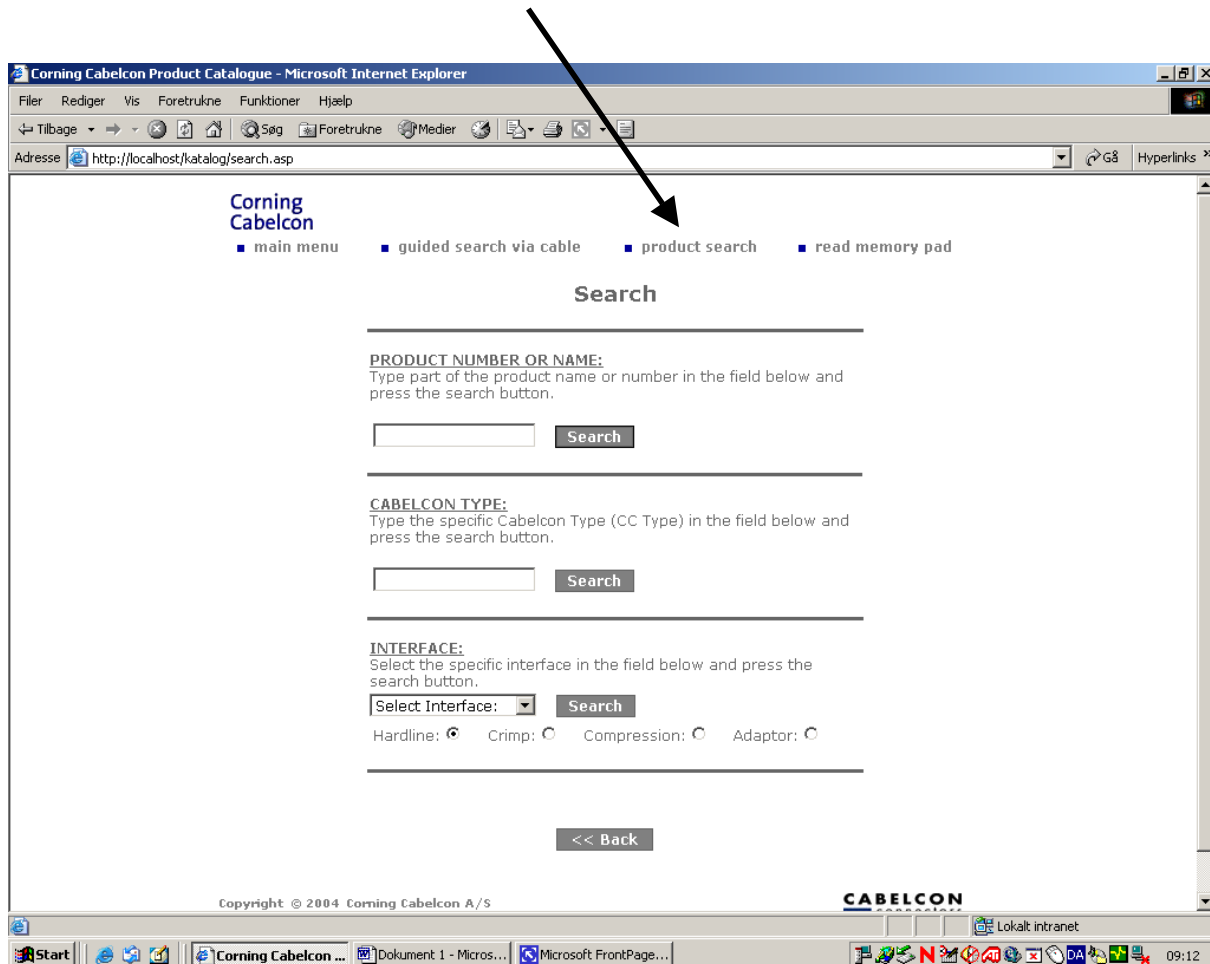 Corning Cabelcon Product Catalogue - Microsoft Internet Explorer
Filer Rediger Vis Foretrukne Funktioner Hjælp
Tilbage Søg Foretrukne Medier
Adresse http://localhost/katalog/search.asp Gå Hyperlinks »
Corning
Cabelcon
main menu guided search via cable product search read memory pad
Search
PRODUCT NUMBER OR NAME:
Type part of the product name or number in the field below and
press the search button.
Search
CABELCON TYPE:
Type the specific Cabelcon Type (CC Type) in the field below and
press the search button.
Search
INTERFACE:
Select the specific interface in the field below and press the
search button.
Select Interface: Search
Hardline: Crimp: Compression: Adaptor:
<< Back
Copyright © 2004 Corning Cabelcon A/S CABELCON
Lokalt intranet
Start Corning Cabelcon ... Dokument 1 - Micros... Microsoft FrontPage... N DA 09:12